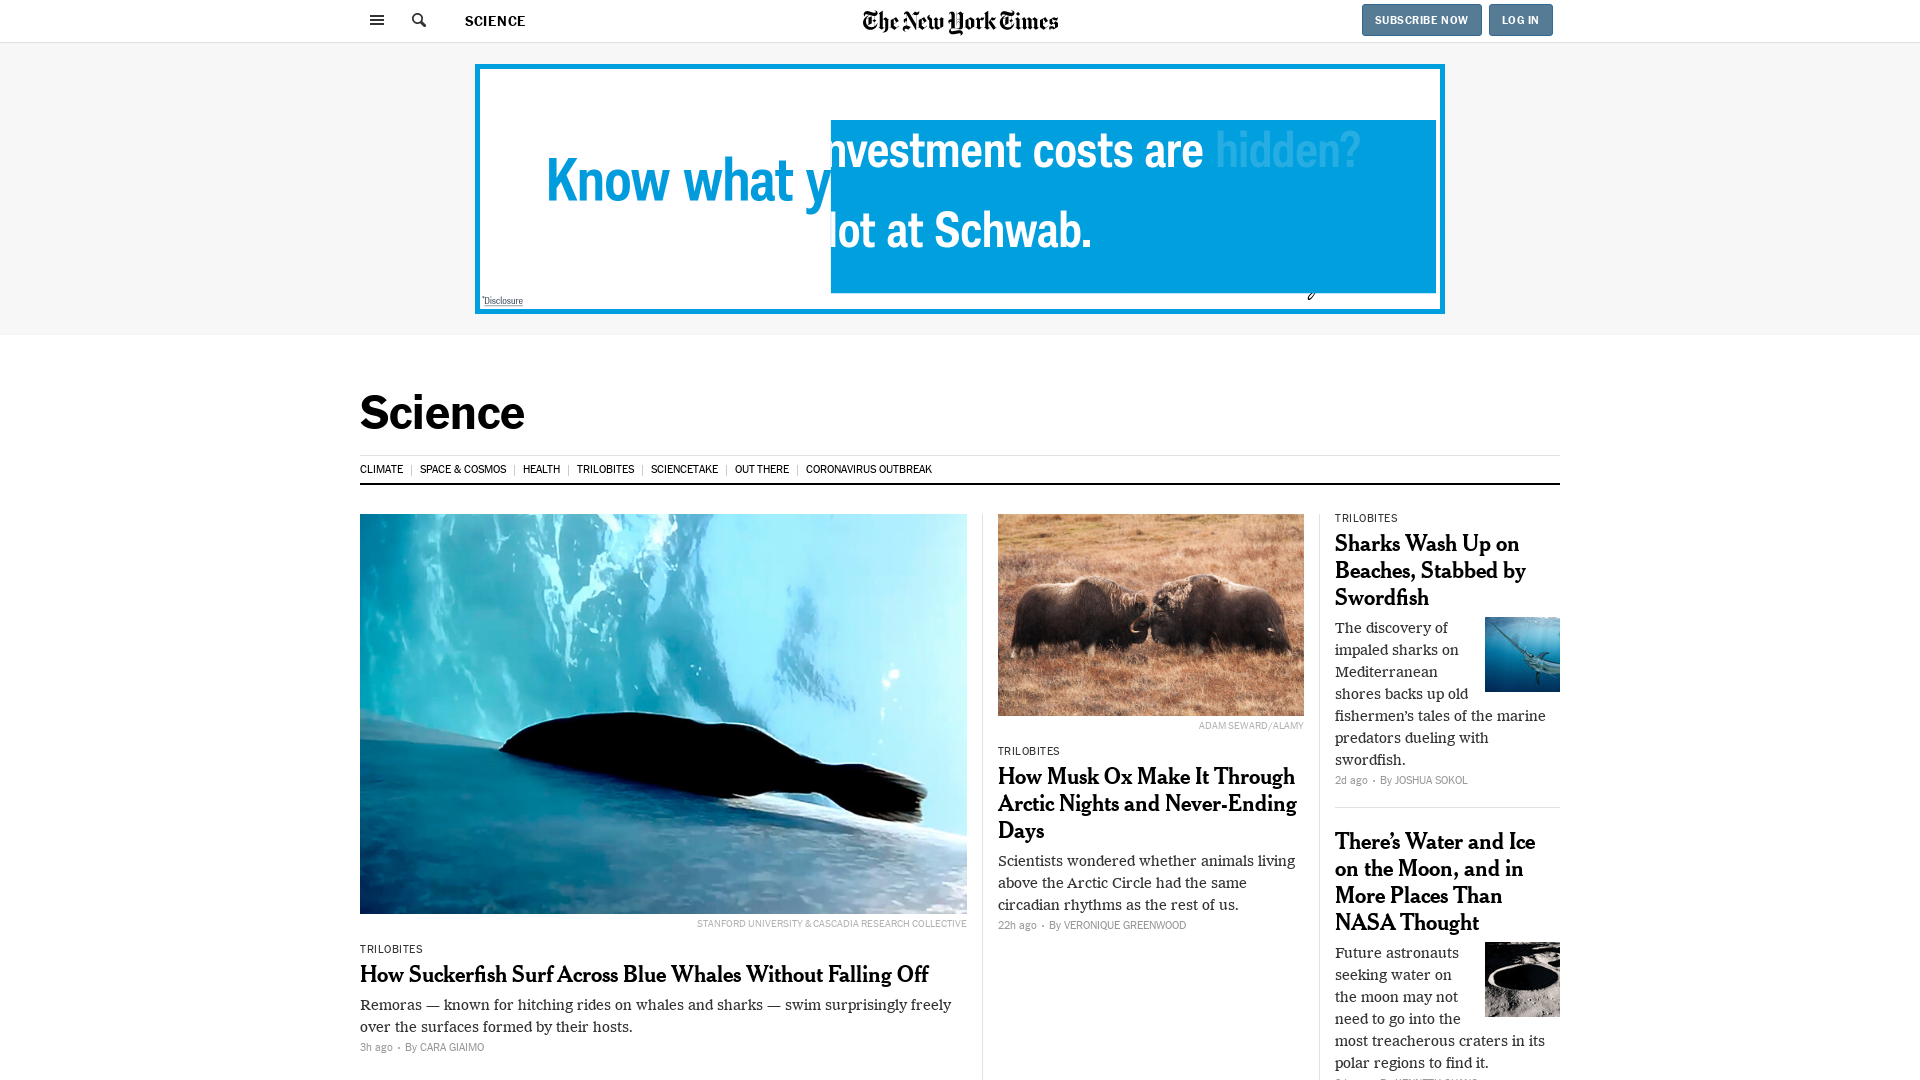 SCIENCE
The New York Times
SUBSCRIBE NOW
LOG IN
Know what y
nvestment costs are hidden?
ot at Schwab.
*Disclosure
Science
CLIMATE
SPACE & COSMOS
HEALTH
TRILOBITES
SCIENCETAKE
OUT THERE
CORONAVIRUS OUTBREAK
STANFORD UNIVERSITY & CASCADIA RESEARCH COLLECTIVE
TRILOBITES
How Suckerfish Surf Across Blue Whales Without Falling Off
Remoras — known for hitching rides on whales and sharks — swim surprisingly freely
over the surfaces formed by their hosts.
3h ago · By CARA GIAIMO
ADAM SEWARD/ALAMY
TRILOBITES
How Musk Ox Make It Through
Arctic Nights and Never-Ending
Days
Scientists wondered whether animals living
above the Arctic Circle had the same
circadian rhythms as the rest of us.
22h ago · By VERONIQUE GREENWOOD
TRILOBITES
Sharks Wash Up on
Beaches, Stabbed by
Swordfish
The discovery of
impaled sharks on
Mediterranean
shores backs up old
fishermen’s tales of the marine
predators dueling with
swordfish.
2d ago · By JOSHUA SOKOL
There’s Water and Ice
on the Moon, and in
More Places Than
NASA Thought
Future astronauts
seeking water on
the moon may not
need to go into the
most treacherous craters in its
polar regions to find it.